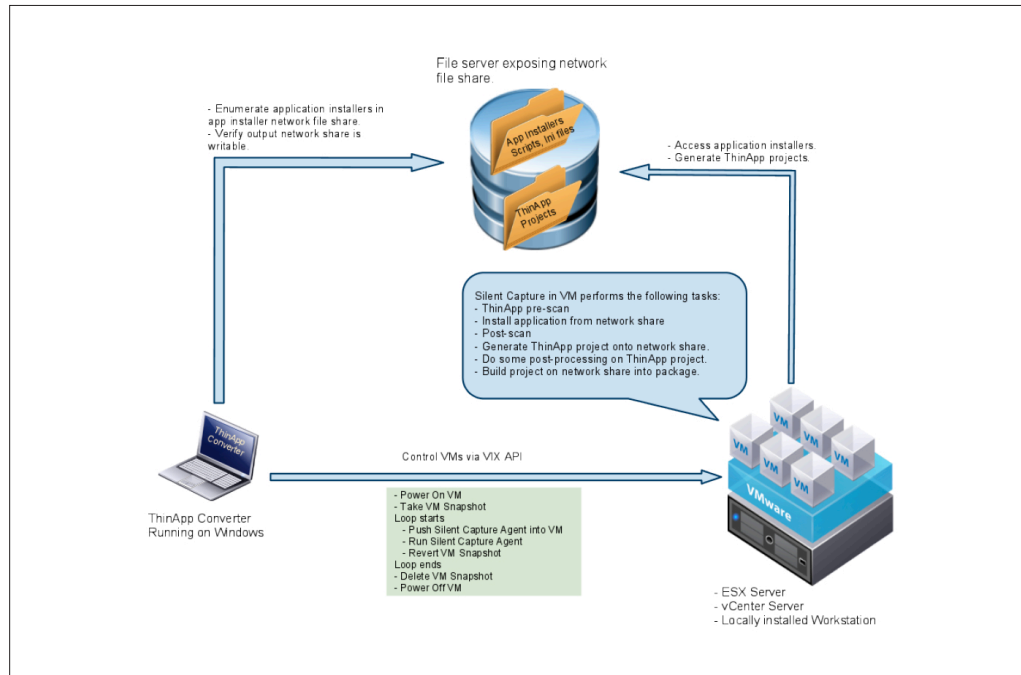 File server exposing network
file share.
- Enumerate application installers in
app installer network file share.
- Verify output network share is
writable.
App Installers
Scripts, Ini files
ThinApp
Projects
- Access application installers.
- Generate ThinApp projects.
Silent Capture in VM performs the following tasks:
- ThinApp pre-scan
- Install application from network share
- Post-scan
- Generate ThinApp project onto network share.
- Do some post-processing on ThinApp project.
- Build project on network share into package.
ThinApp
Converter
ThinApp Converter
Running on Windows
Control VMs via VIX API
- Power On VM
- Take VM Snapshot
Loop starts
- Push Silent Capture Agent into VM
- Run Silent Capture Agent
- Revert VM Snapshot
Loop ends
- Delete VM Snapshot
- Power Off VM
VM
VM
VM
VM
VM
VM
VMware
- ESX Server
- vCenter Server
- Locally installed Workstation